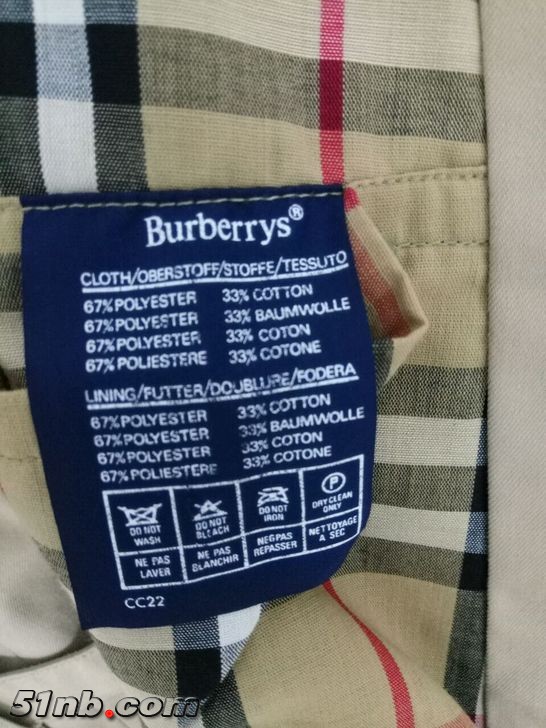 Burberrys®
CLOTH/OBERSTOFF/STOFFE/TESSUTO
67% POLYESTER 33% COTTON
67% POLYESTER 33% BAUMWOLLE
67% POLYESTER 33% COTON
67% POLIESTERE 33% COTONE
LINING/FUTTER/DOUBLURE/FODERA
67% POLYESTER 33% COTTON
67% POLYESTER 33% BAUMWOLLE
67% POLYESTER 33% COTON
67% POLIESTERE 33% COTONE
A P
DO NOT WASH
DO NOT BLEACH
DO NOT IRON
DRY CLEAN ONLY
NE PAS LAVER
NE PAS BLANCHIR
NE PAS REPASSER
NETTOYAGE A SEC
CC22
51nb.com